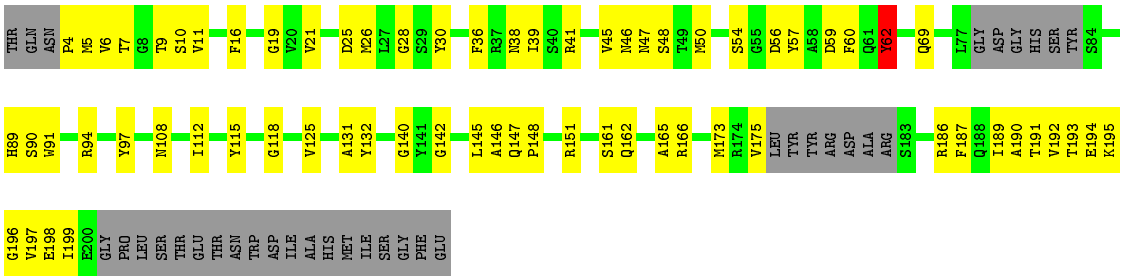 THR GLN ASN P4 M5 V6 T7 G8 T9 S10 V11 F16 G19 V20 V21 D25 M26 L27 G28 S29 Y30 F36 R37 N38 I39 S40 R41 V45 N46 N47 S48 T49 M50 S54 G55 D56 Y57 A58 D59 F60 Q61 Y62 Q69 L77 GLY ASP GLY HIS SER TYR S84
H89 S90 W91 R94 Y97 N108 I112 Y115 G118 V125 A131 Y132 G140 Y141 G142 L145 A146 Q147 P148 R151 S161 Q162 A165 R166 M173 R174 V175 LEU TYR TYR ARG ASP ALA ARG S183 R186 F187 Q188 I189 A190 T191 V192 T193 E194 K195
G196 V197 E198 I199 E200 GLY PRO LEU SER THR GLU THR ASN TRP ASP ILE ALA HIS MET ILE SER GLY PHE GLU